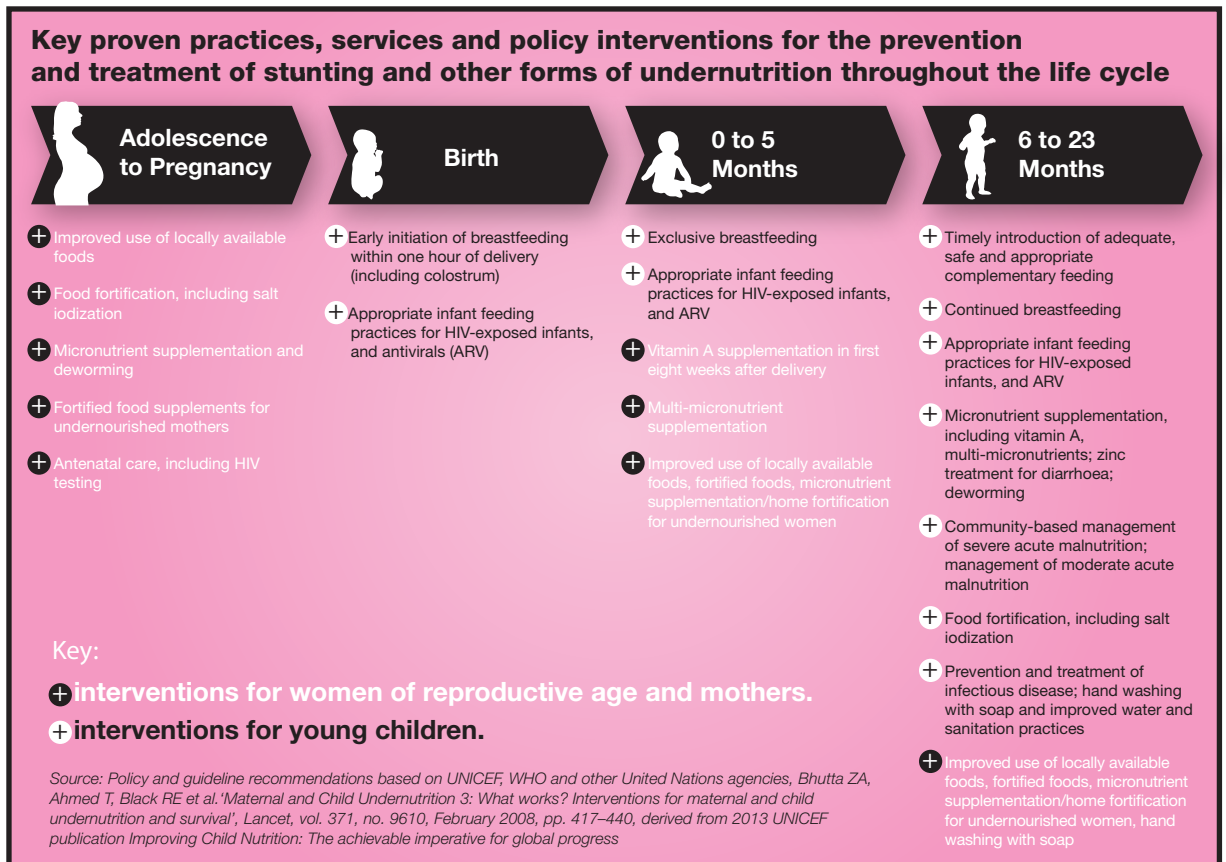 Key proven practices, services and policy interventions for the prevention
and treatment of stunting and other forms of undernutrition throughout the life cycle
Adolescence
to Pregnancy
Improved use of locally available
foods
Food fortification, including salt
iodization
Micronutrient supplementation and
deworming
Fortified food supplements for
undernourished mothers
Antenatal care, including HIV
testing
Birth
Early initiation of breastfeeding
within one hour of delivery
(including colostrum)
Appropriate infant feeding
practices for HIV-exposed infants,
and antivirals (ARV)
0 to 5
Months
Exclusive breastfeeding
Appropriate infant feeding
practices for HIV-exposed infants,
and ARV
Vitamin A supplementation in first
eight weeks after delivery
Multi-micronutrient
supplementation
Improved use of locally available
foods, fortified foods, micronutrient
supplementation/home fortification
for undernourished women
6 to 23
Months
Timely introduction of adequate,
safe and appropriate
complementary feeding
Continued breastfeeding
Appropriate infant feeding
practices for HIV-exposed
infants, and ARV
Micronutrient supplementation,
including vitamin A,
multi-micronutrients; zinc
treatment for diarrhoea;
deworming
Community-based management
of severe acute malnutrition;
management of moderate acute
malnutrition
Food fortification, including salt
iodization
Prevention and treatment of
infectious disease; hand washing
with soap and improved water and
sanitation practices
Improved use of locally available
foods, fortified foods, micronutrient
supplementation/home fortification
for undernourished women, hand
washing with soap
Key:
interventions for women of reproductive age and mothers.
interventions for young children.
Source: Policy and guideline recommendations based on UNICEF, WHO and other United Nations agencies, Bhutta ZA,
Ahmed T, Black RE et al. 'Maternal and Child Undernutrition 3: What works? Interventions for maternal and child
undernutrition and survival', Lancet, vol. 371, no. 9610, February 2008, pp. 417–440, derived from 2013 UNICEF
publication Improving Child Nutrition: The achievable imperative for global progress